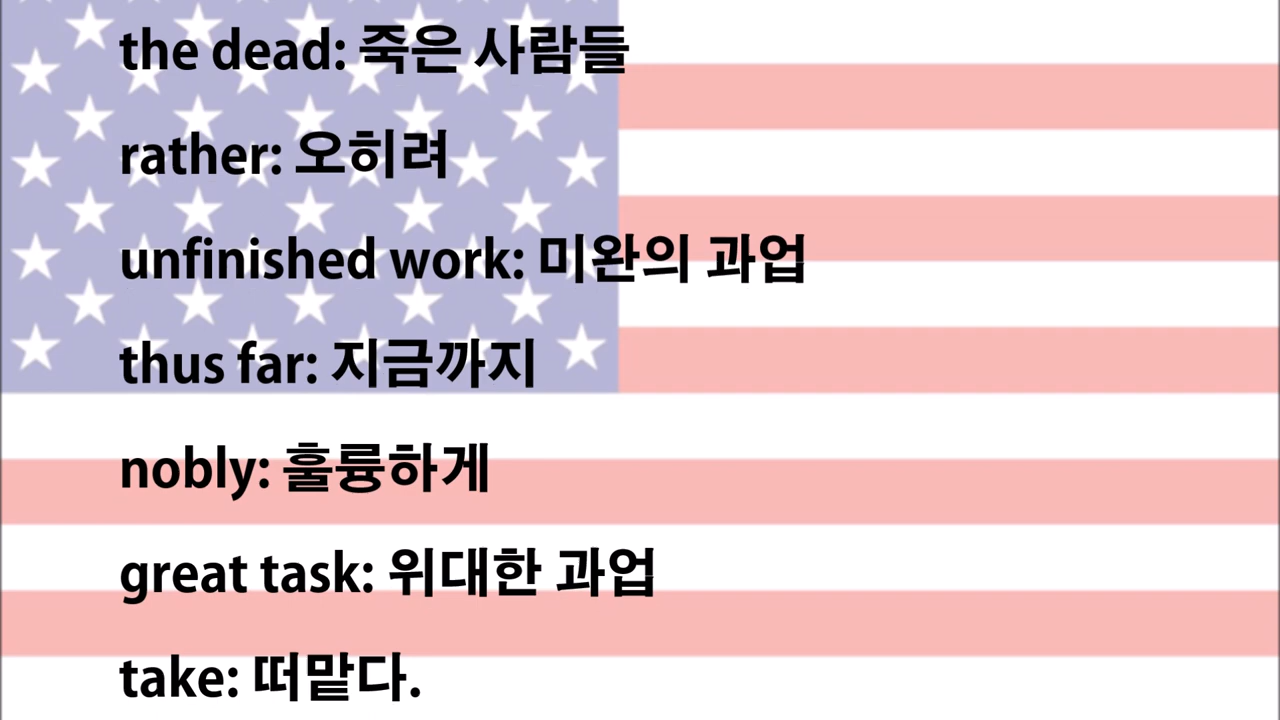 the dead: 죽은 사람들
rather: 오히려
unfinished work: 미완의 과업
thus far: 지금까지
nobly: 훌륭하게
great task: 위대한 과업
take: 떠맡다.